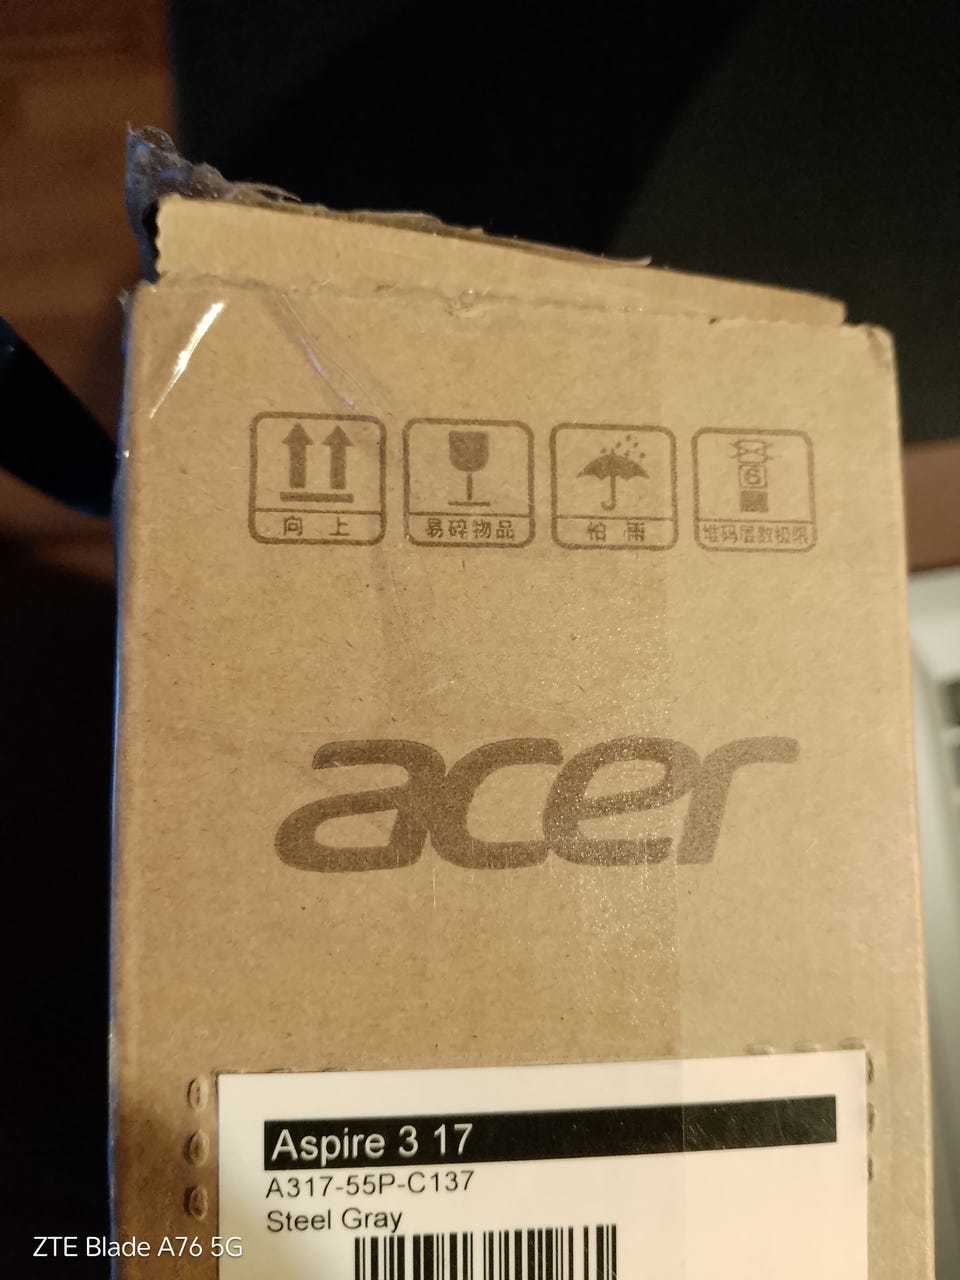 向上
易碎物品
怕雨
6
堆码层数极限
acer
Aspire 3 17
A317-55P-C137
Steel Gray
ZTE Blade A76 5G